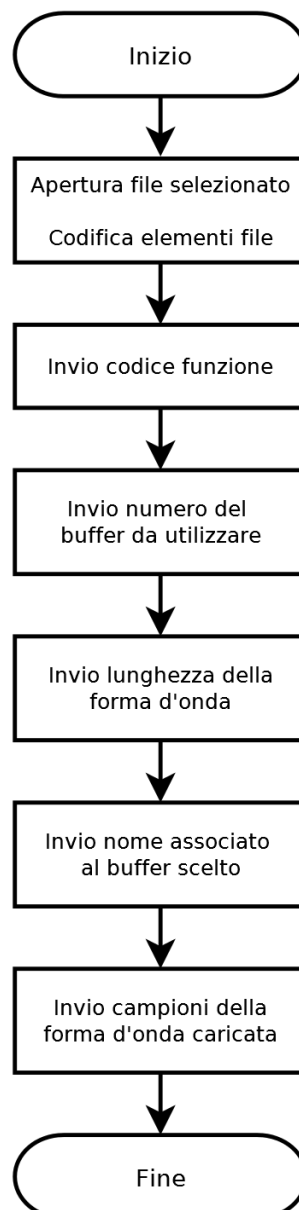 Inizio
Apertura file selezionato
Codifica elementi file
Invio codice funzione
Invio numero del
buffer da utilizzare
Invio lunghezza della
forma d'onda
Invio nome associato
al buffer scelto
Invio campioni della
forma d'onda caricata
Fine